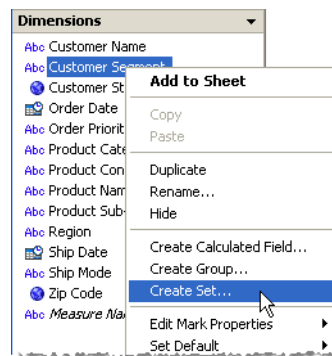 Dimensions
Abc Customer Name
Abc Customer Segment
Customer St
Order Date
Abc Order Priorit
Abc Product Cate
Abc Product Con
Abc Product Nam
Abc Product Sub-
Abc Region
Ship Date
Abc Ship Mode
Zip Code
Abc Measure Na
Add to Sheet
Copy
Paste
Duplicate
Rename...
Hide
Create Calculated Field...
Create Group...
Create Set...
Edit Mark Properties
Set Default